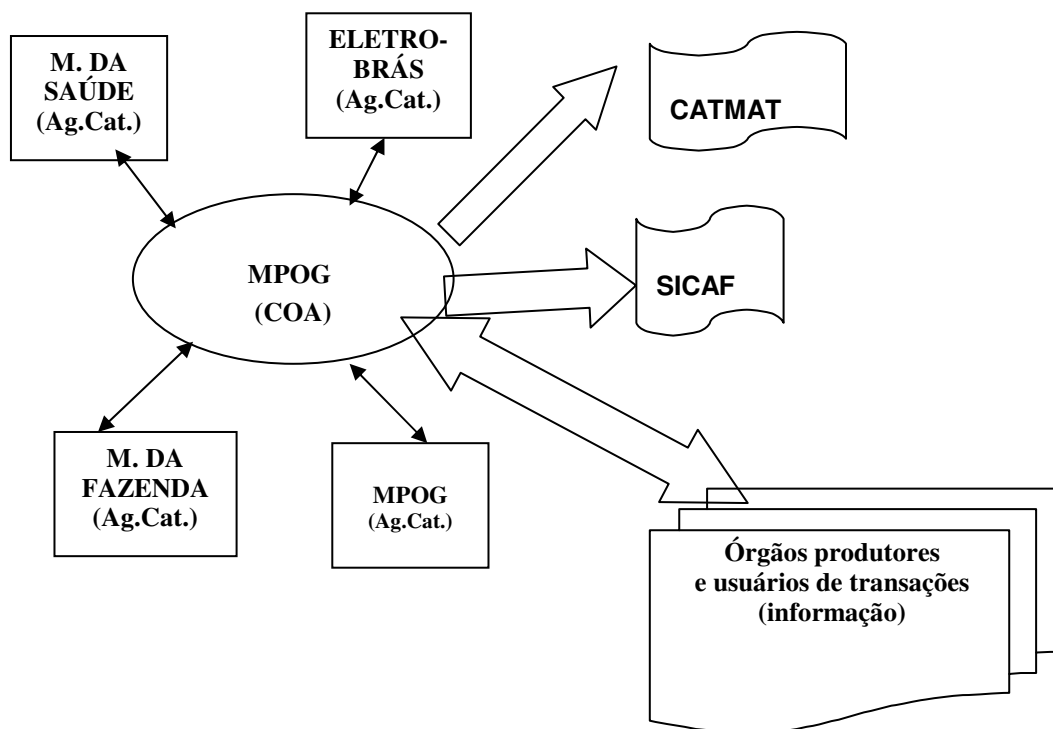 M. DA
SAÚDE
(Ag.Cat.)
ELETRO-
BRÁS
(Ag.Cat.)
CATMAT
MPOG
(COA)
SICAF
M. DA
FAZENDA
(Ag.Cat.)
MPOG
(Ag.Cat.)
Órgãos produtores
e usuários de transações
(informação)